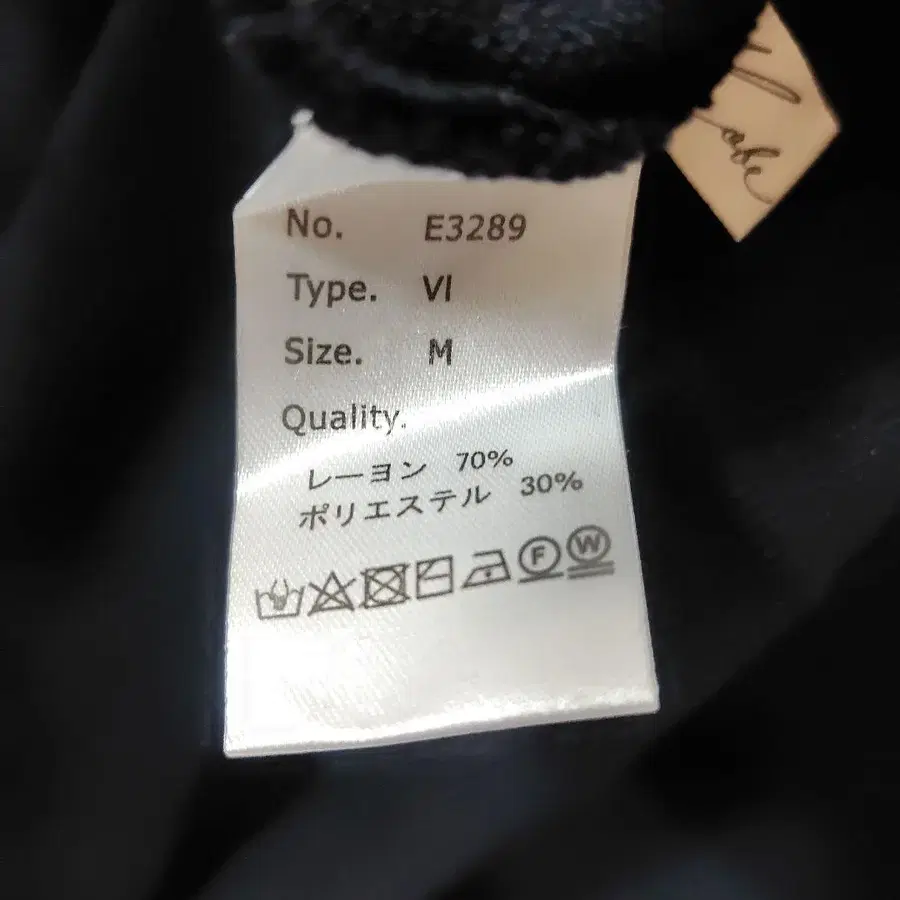 No. E3289
Type. VI
Size. M
Quality.
レーヨン 70%
ポリエステル 30%
F W